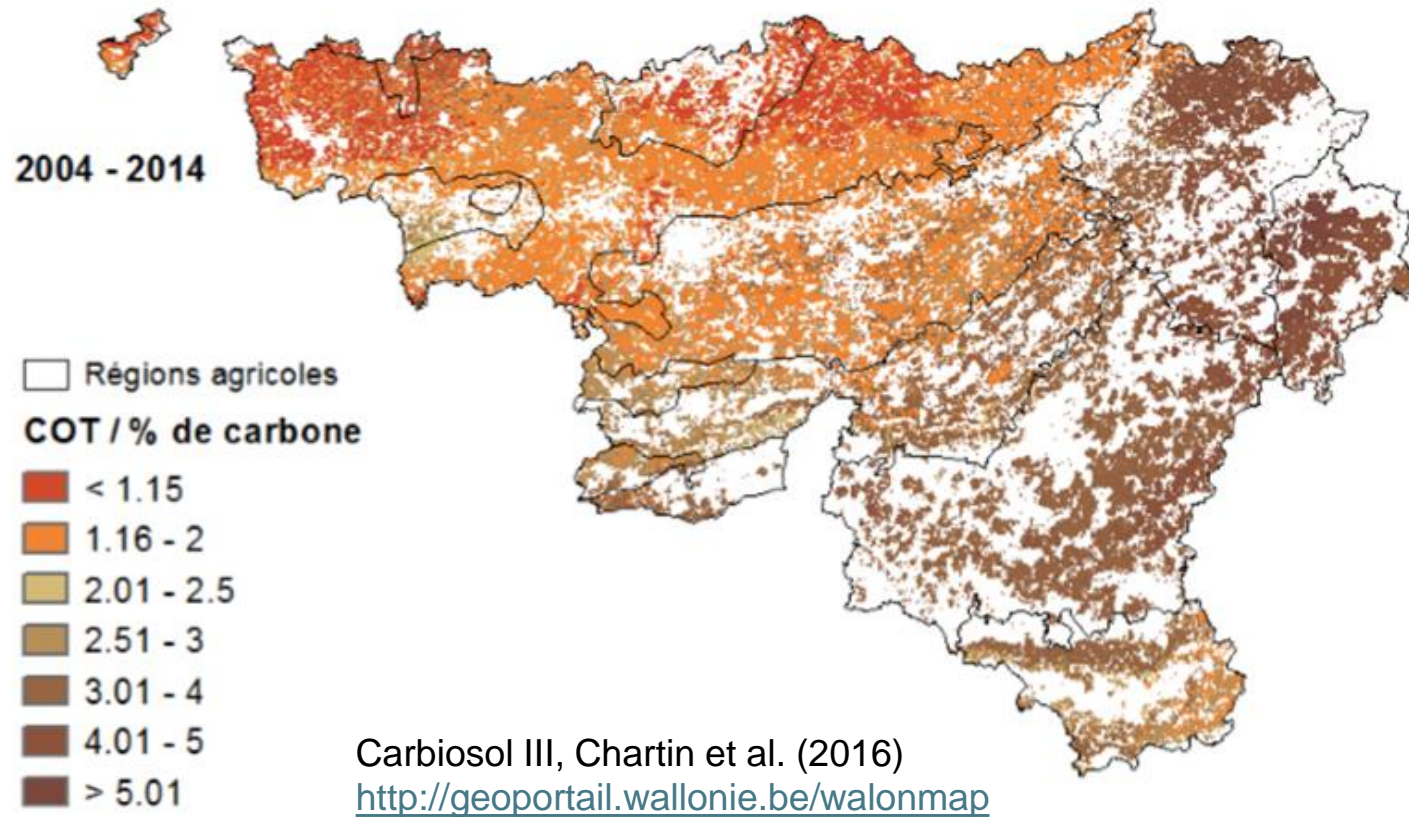 2004 - 2014
Régions agricoles
COT / % de carbone
< 1.15
1.16 - 2
2.01 - 2.5
2.51 - 3
3.01 - 4
4.01 - 5
> 5.01
Carbiosol III, Chartin et al. (2016)
http://geoportail.wallonie.be/walonmap